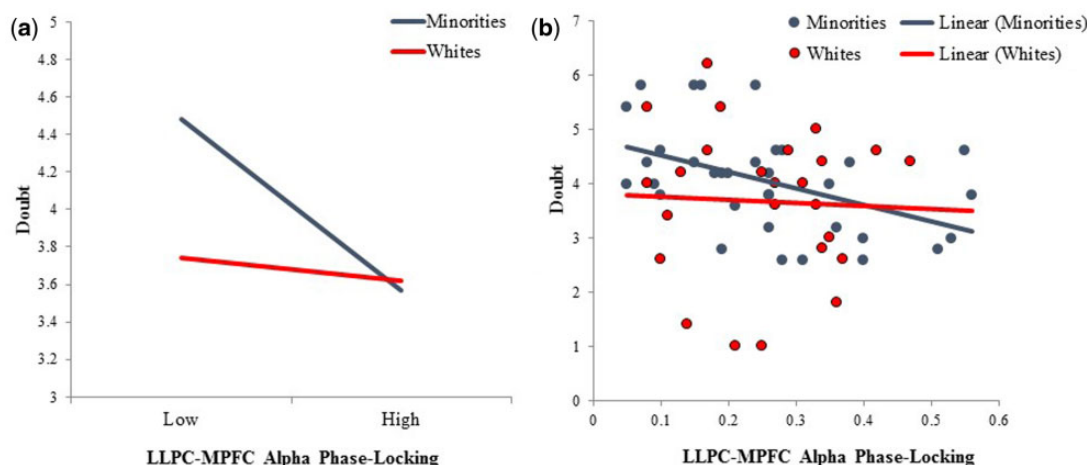 (a)
Minorities
Whites
5
4.8
4.6
4.4
4.2
4
3.8
3.6
3.4
3.2
3
Doubt
Low High
LLPC-MPFC Alpha Phase-Locking
(b)
Minorities Linear (Minorities)
Whites Linear (Whites)
7
6
5
4
3
2
1
0
Doubt
0 0.1 0.2 0.3 0.4 0.5 0.6
LLPC-MPFC Alpha Phase-Locking